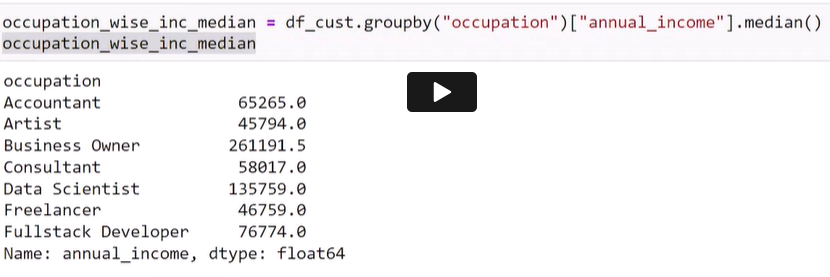 occupation_wise_inc_median = df_cust.groupby("occupation")["annual_income"].median()
occupation_wise_inc_median
occupation
Accountant 65265.0
Artist 45794.0
Business Owner 261191.5
Consultant 58017.0
Data Scientist 135759.0
Freelancer 46759.0
Fullstack Developer 76774.0
Name: annual_income, dtype: float64